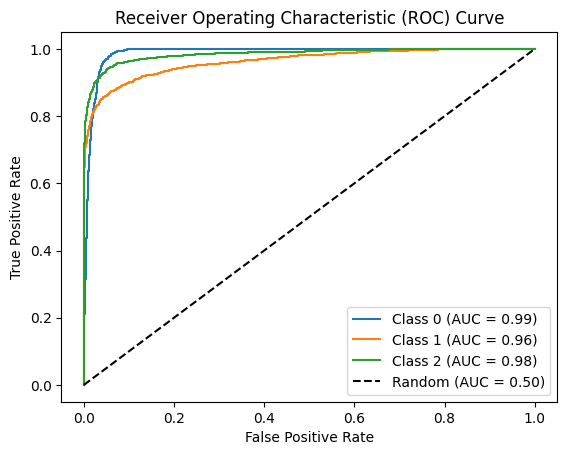 Receiver Operating Characteristic (ROC) Curve
True Positive Rate
1.0
0.8
0.6
0.4
0.2
0.0
Class 0 (AUC = 0.99)
Class 1 (AUC = 0.96)
Class 2 (AUC = 0.98)
Random (AUC = 0.50)
0.0 0.2 0.4 0.6 0.8 1.0
False Positive Rate